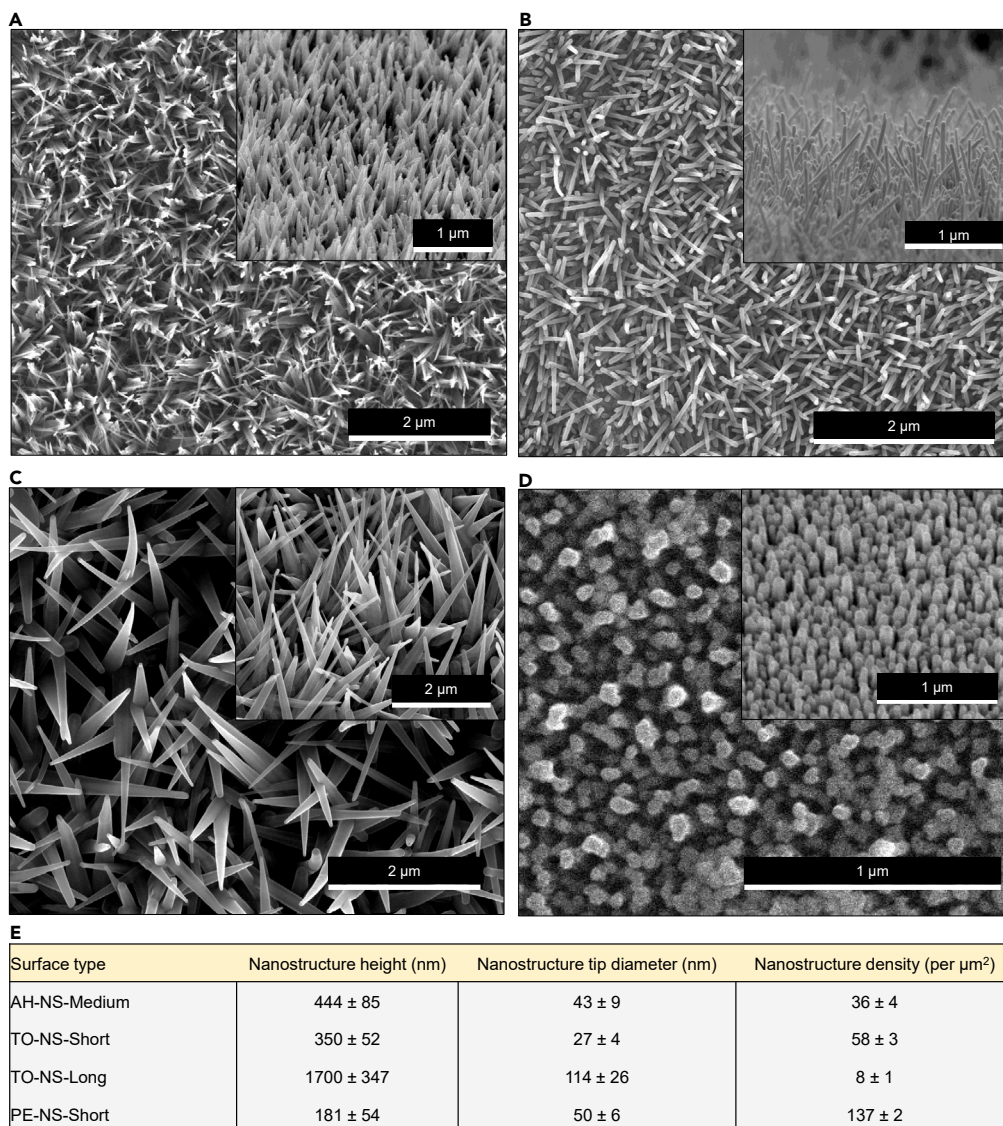 A
B
1 µm
1 µm
2 µm
2 µm
C
D
2 µm
1 µm
2 µm
1 µm
E
Surface type Nanostructure height (nm) Nanostructure tip diameter (nm) Nanostructure density (per µm²)
AH-NS-Medium 444 ± 85 43 ± 9 36 ± 4
TO-NS-Short 350 ± 52 27 ± 4 58 ± 3
TO-NS-Long 1700 ± 347 114 ± 26 8 ± 1
PE-NS-Short 181 ± 54 50 ± 6 137 ± 2